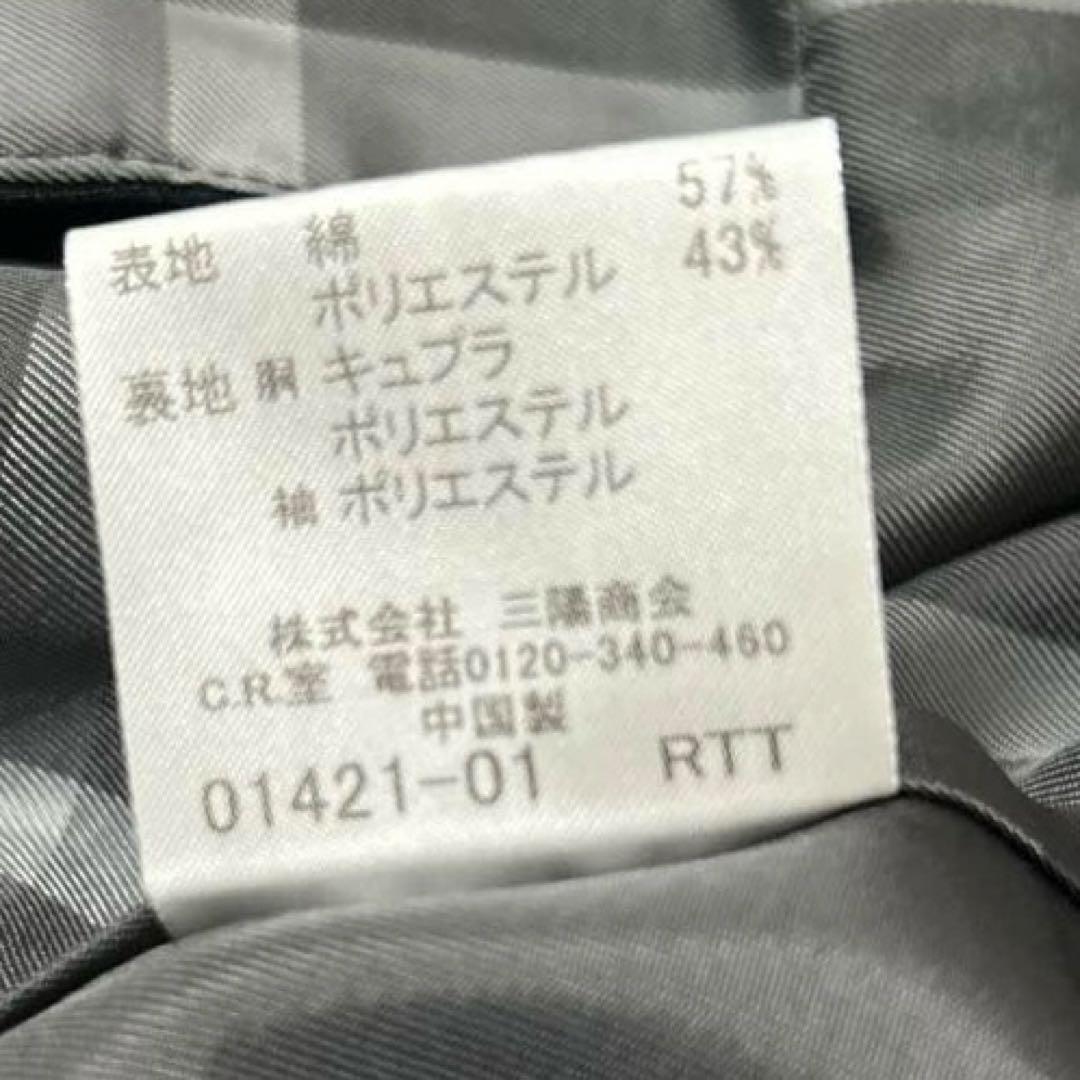 表地 綿 57%
ポリエステル 43%
裏地 胴 キュプラ
ポリエステル
袖 ポリエステル
株式会社 三陽商会
C.R.室 電話0120-340-460
中国製
01421-01 RTT